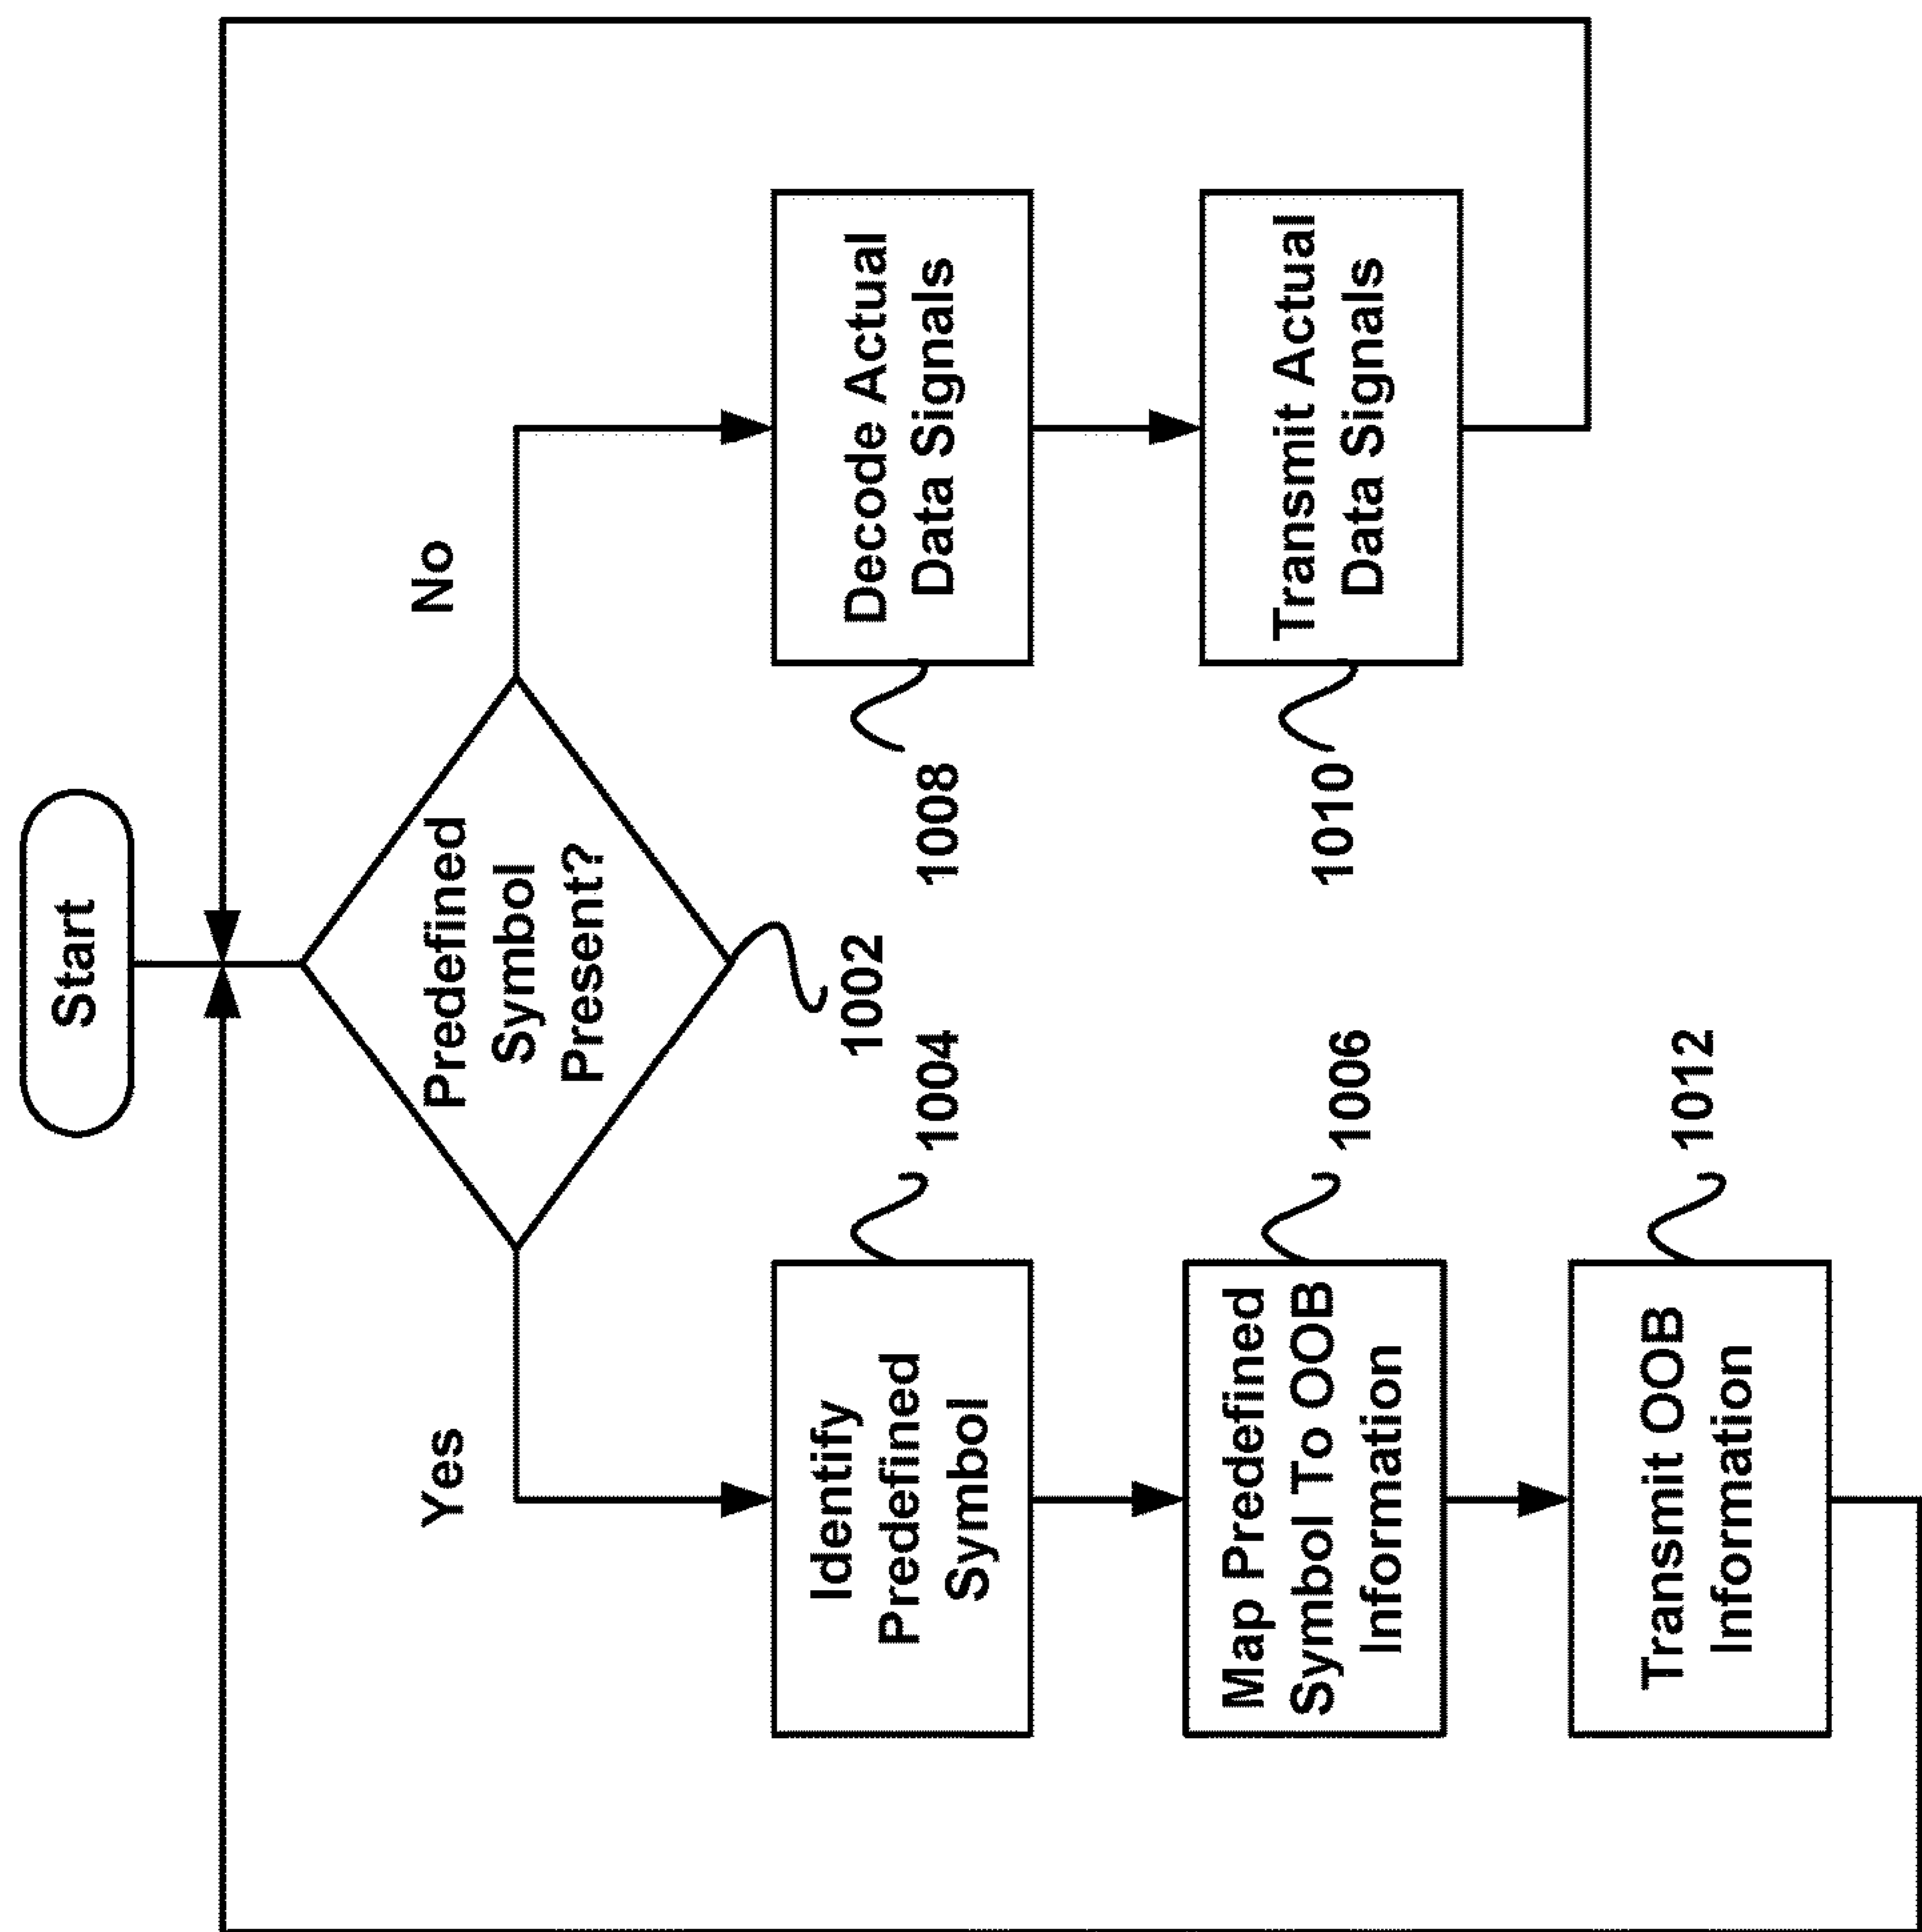 Start
Predefined
Symbol
Present?
1002
Yes
No
Identify
Predefined
Symbol
1004
Map Predefined
Symbol To OOB
Information
1006
Transmit OOB
Information
1012
Decode Actual
Data Signals
1008
Transmit Actual
Data Signals
1010